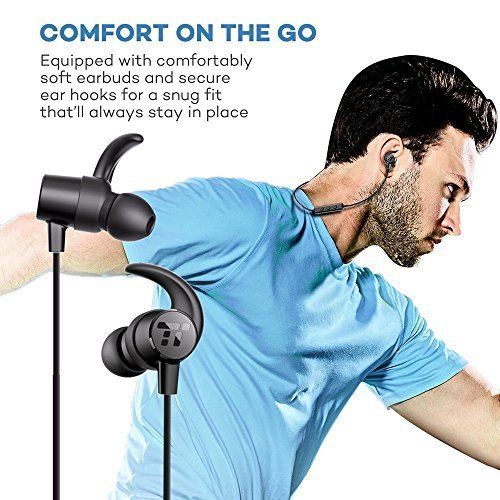 COMFORT ON THE GO
Equipped with comfortably
soft earbuds and secure
ear hooks for a snug fit
that'll always stay in place